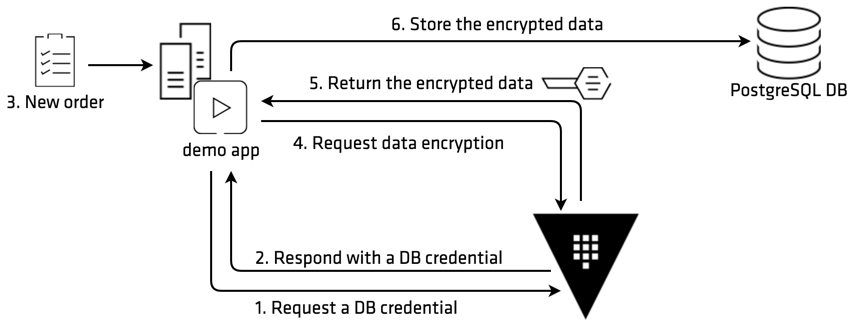 6. Store the encrypted data
5. Return the encrypted data
PostgreSQL DB
3. New order
4. Request data encryption
demo app
2. Respond with a DB credential
1. Request a DB credential